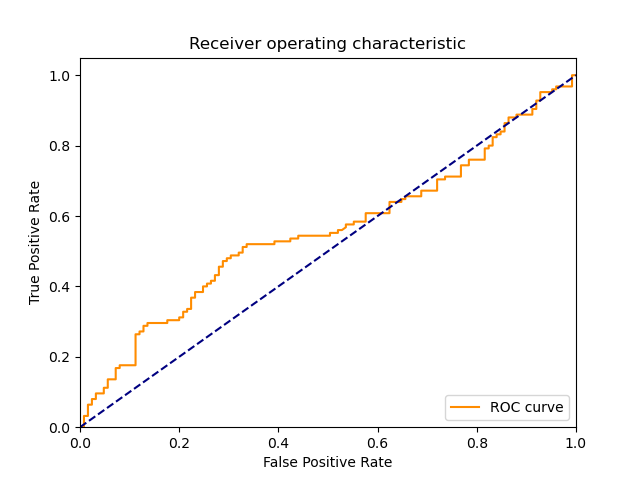 Receiver operating characteristic
True Positive Rate
1.0
0.8
0.6
0.4
0.2
0.0
0.0 0.2 0.4 0.6 0.8 1.0
False Positive Rate
ROC curve